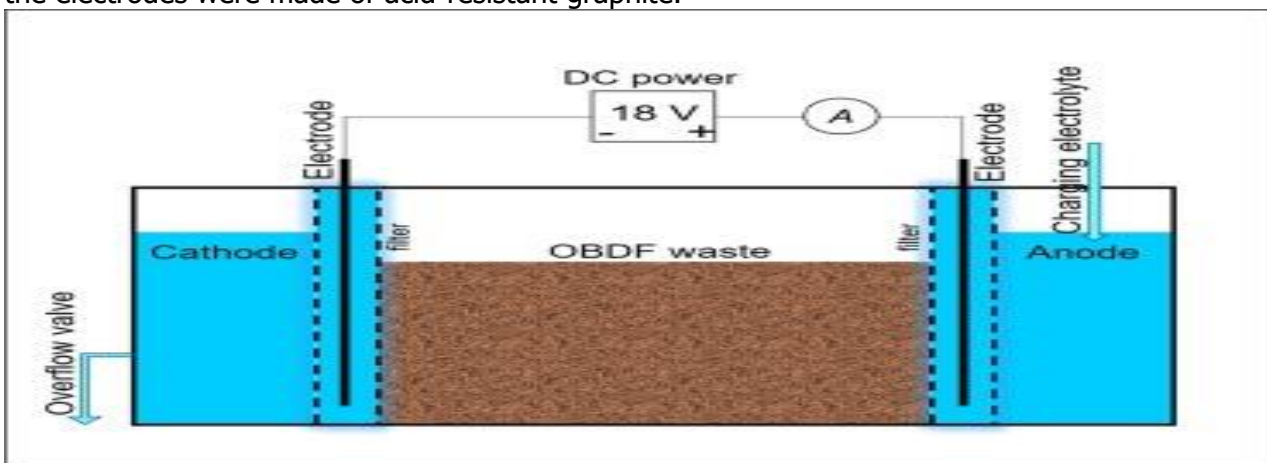 the electrodes were made of acid-resistant graphite.
DC power
18 V
- +
A
Electrode
Electrode
Charging electrolyte
Cathode
filter
OBDF waste
filter
Anode
Overflow valve